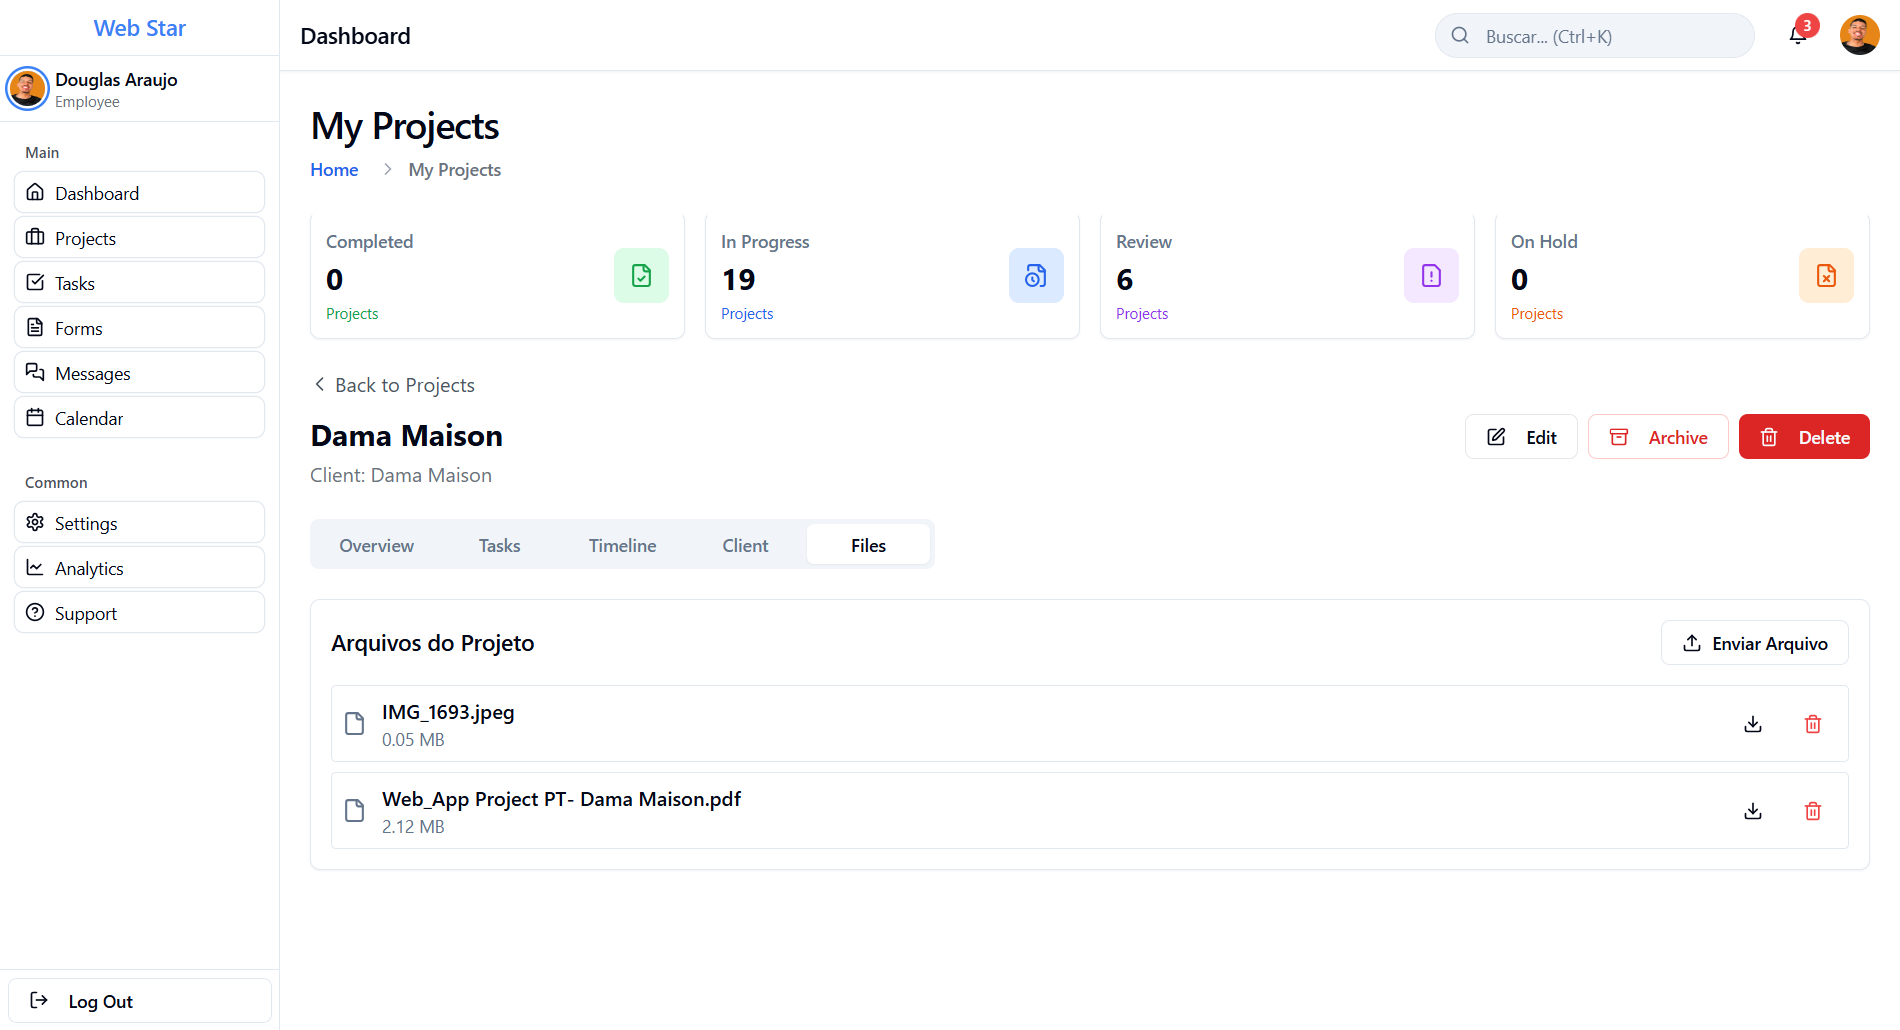 Web Star
Douglas Araujo
Employee
Main
Dashboard
Projects
Tasks
Forms
Messages
Calendar
Common
Settings
Analytics
Support
Log Out
Dashboard
Buscar... (Ctrl+K)
3
My Projects
Home
My Projects
Completed
0
Projects
In Progress
19
Projects
Review
6
Projects
On Hold
0
Projects
Back to Projects
Dama Maison
Client: Dama Maison
Edit
Archive
Delete
Overview
Tasks
Timeline
Client
Files
Arquivos do Projeto
Enviar Arquivo
IMG_1693.jpeg
0.05 MB
Web_App Project PT- Dama Maison.pdf
2.12 MB